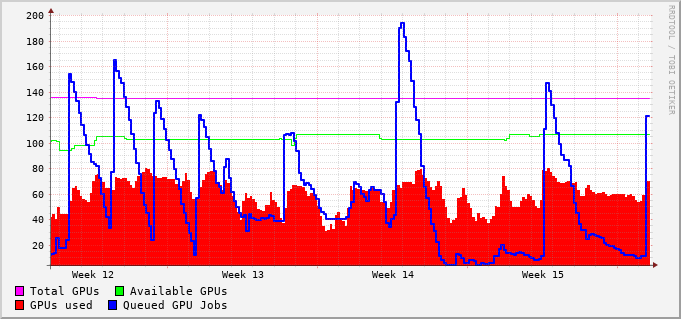 200
180
160
140
120
100
80
60
40
20
RRDTOOL / TOBI OETIKER
Week 12 Week 13 Week 14 Week 15
Total GPUs Available GPUs
GPUs used Queued GPU Jobs